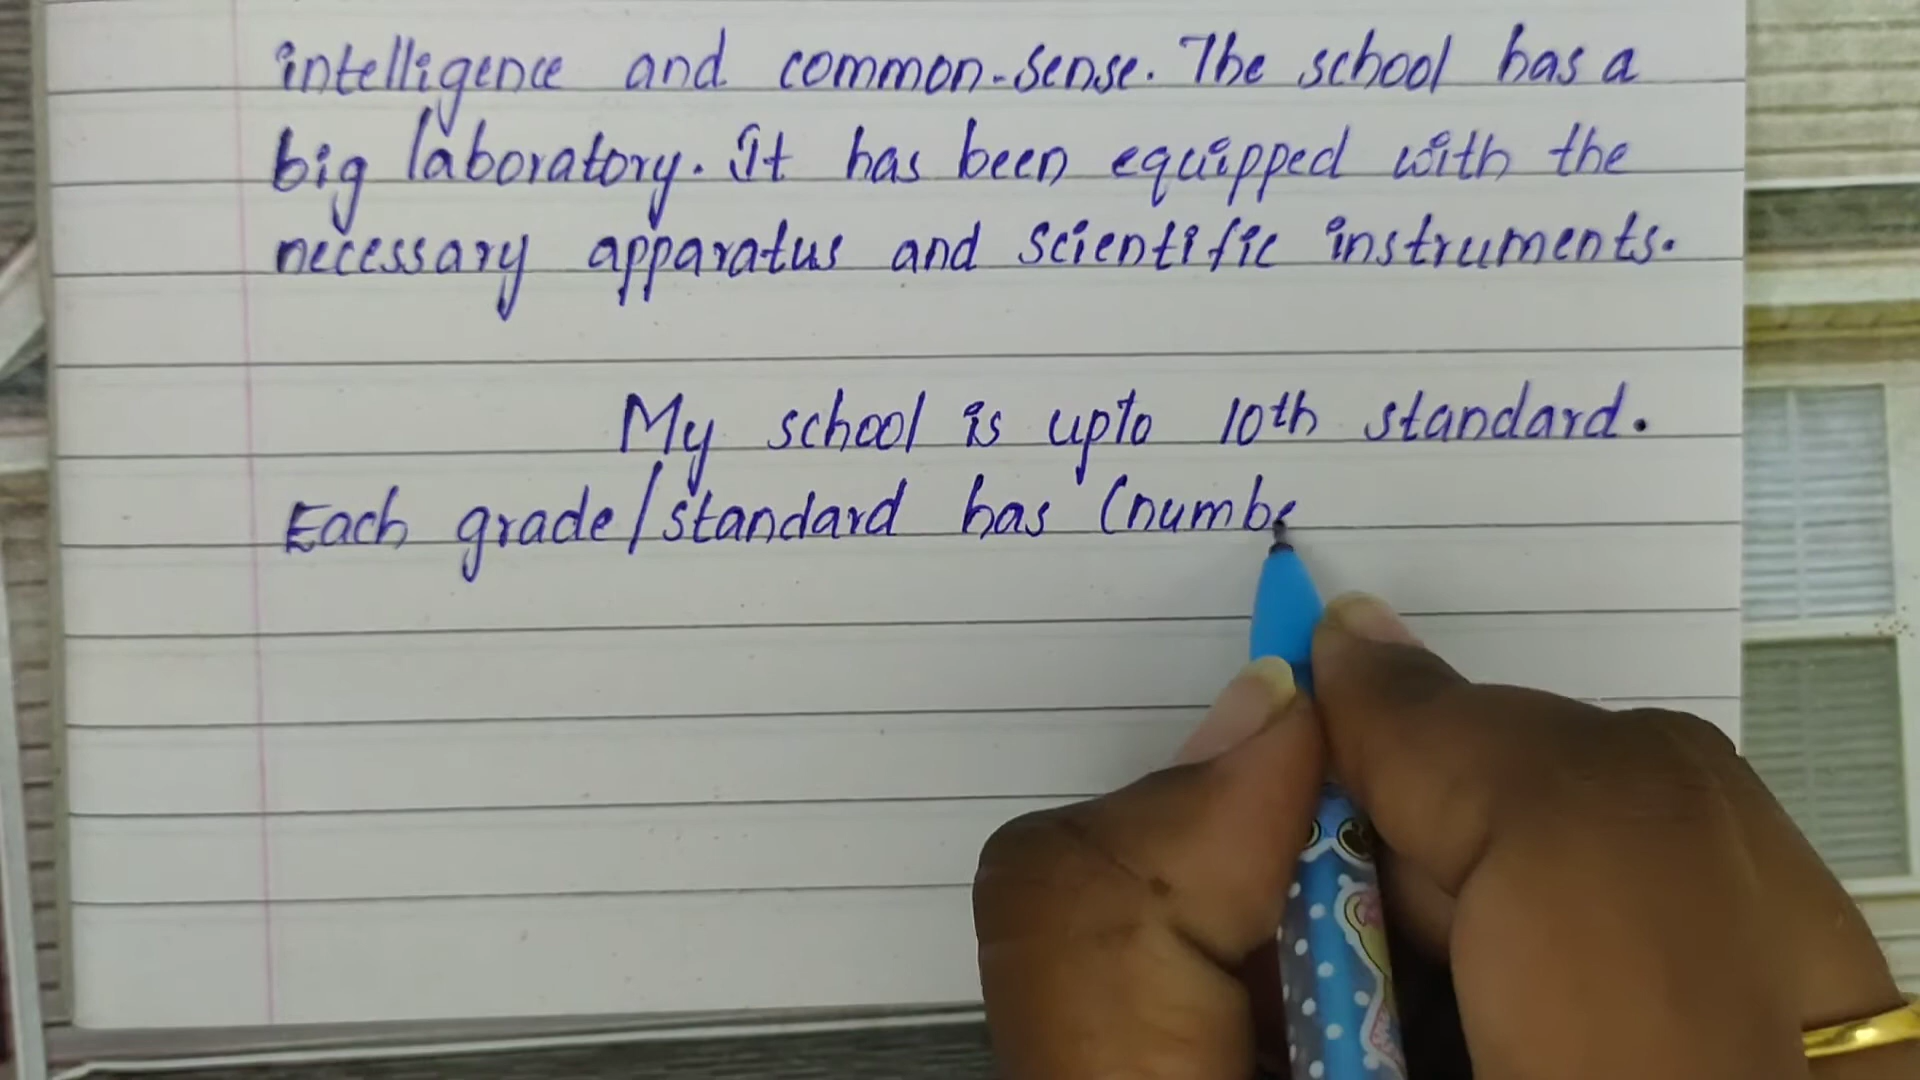 intelligence and common-sense. The school has a
big laboratory. It has been equipped with the
necessary apparatus and scientific instruments.
My school is upto 10th standard.
Each grade/standard has (numbe